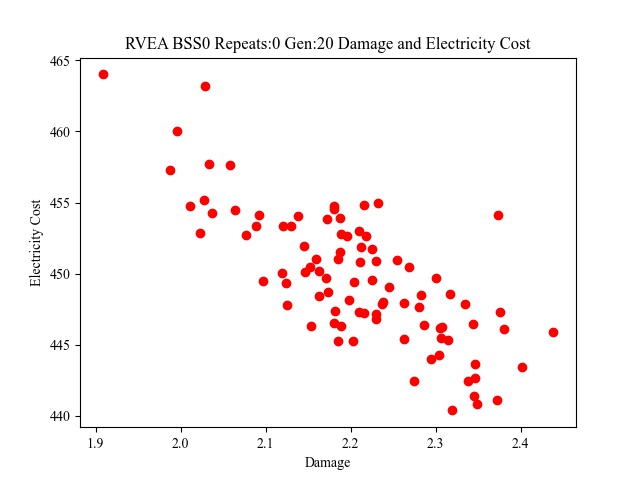 RVEA BSS0 Repeats:0 Gen:20 Damage and Electricity Cost
465
460
455
450
445
440
Electricity Cost
1.9 2.0 2.1 2.2 2.3 2.4
Damage